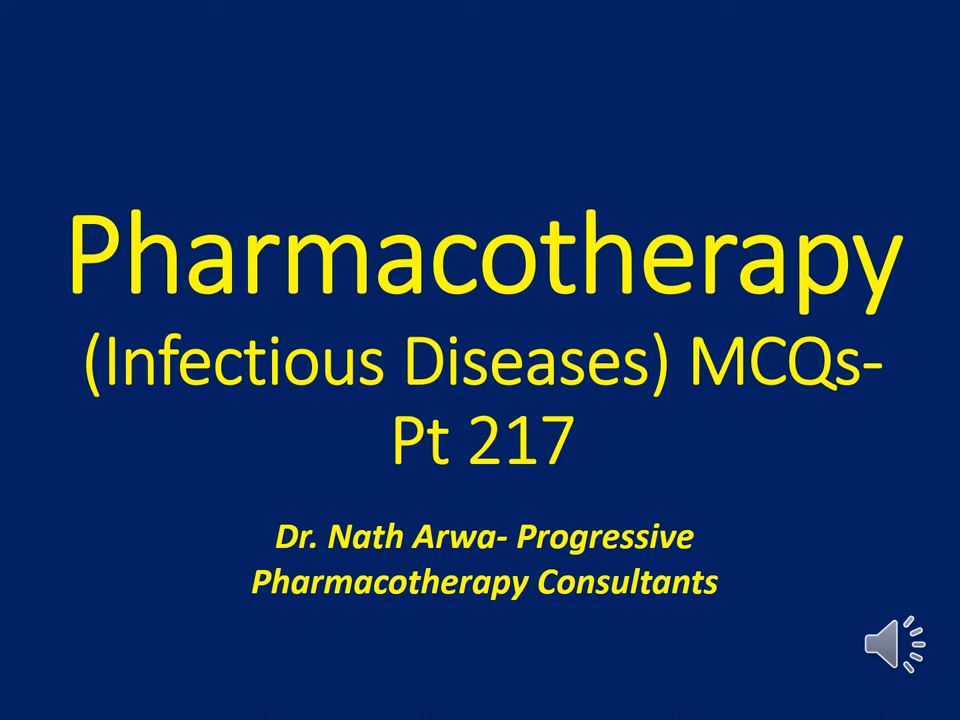 Pharmacotherapy
(Infectious Diseases) MCQs-
Pt 217
Dr. Nath Arwa- Progressive
Pharmacotherapy Consultants